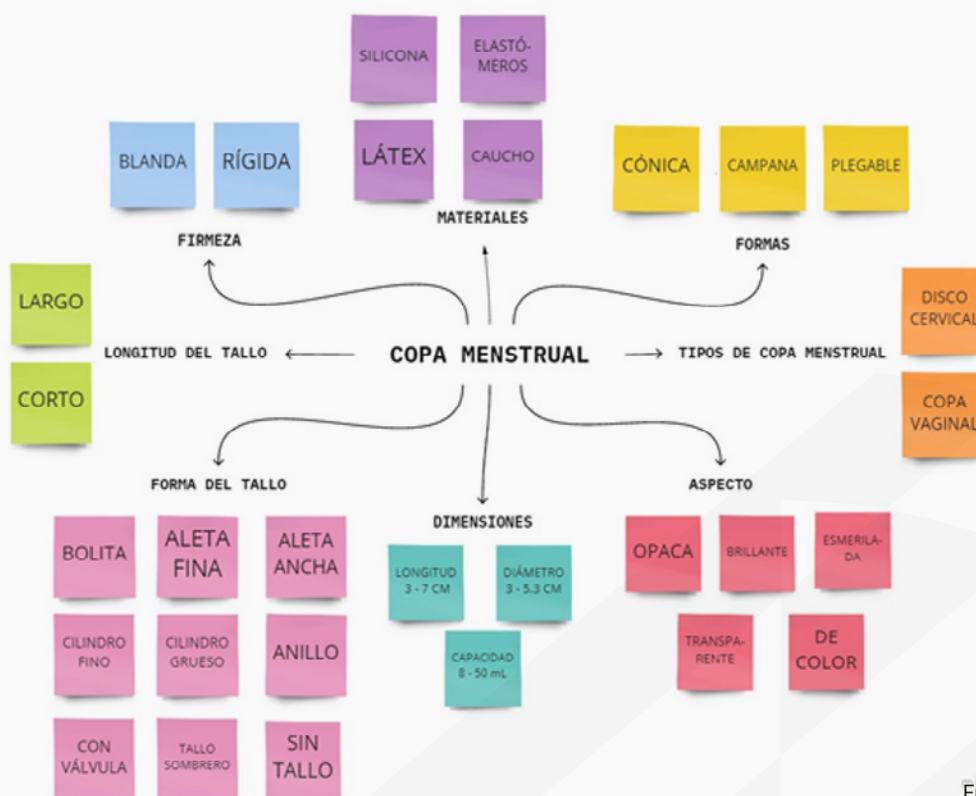 SILICONA
ELASTÓ-
MEROS
LÁTEX
CAUCHO
MATERIALES
BLANDA
RÍGIDA
FIRMEZA
CÓNICA
CAMPANA
PLEGABLE
FORMAS
LARGO
CORTO
LONGITUD DEL TALLO
COPA MENSTRUAL
TIPOS DE COPA MENSTRUAL
DISCO
CERVICAL
COPA
VAGINAL
FORMA DEL TALLO
BOLITA
ALETA
FINA
ALETA
ANCHA
CILINDRO
FINO
CILINDRO
GRUESO
ANILLO
CON
VÁLVULA
TALLO
SOMBRERO
SIN
TALLO
DIMENSIONES
LONGITUD
3 - 7 CM
DIÁMETRO
3 - 5.3 CM
CAPACIDAD
8 - 50 mL
ASPECTO
OPACA
BRILLANTE
ESMERILA-
DA
TRANSPA-
RENTE
DE
COLOR